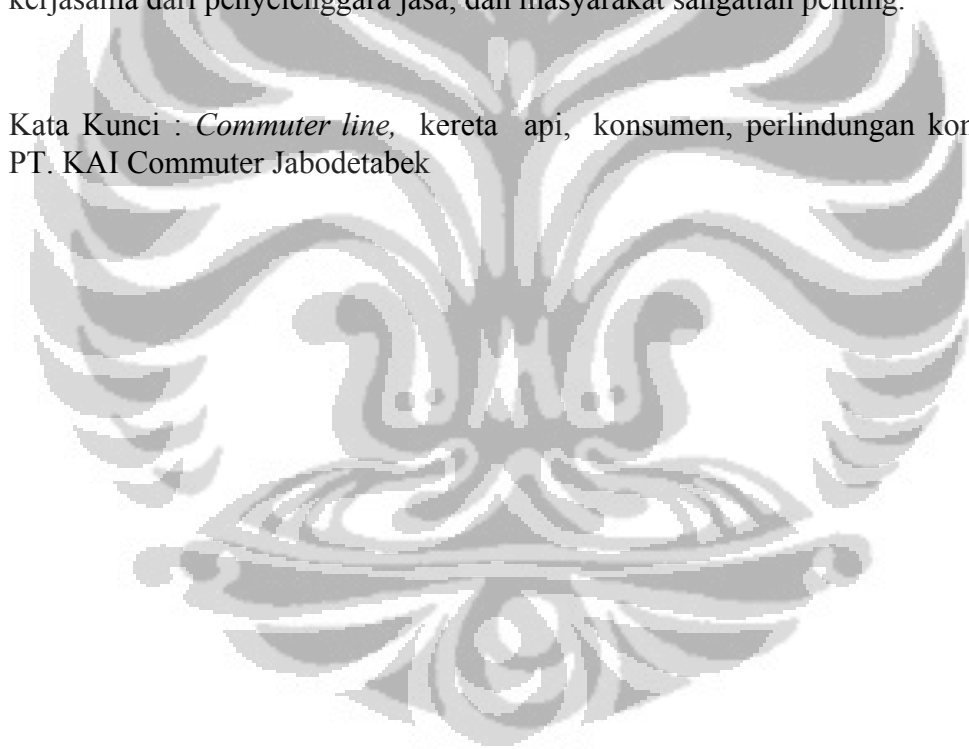 kerjasama dari penyelenggara jasa, dan masyarakat sangatlah penting.
Kata Kunci : Commuter line, kereta api, konsumen, perlindungan kon
PT. KAI Commuter Jabodetabek